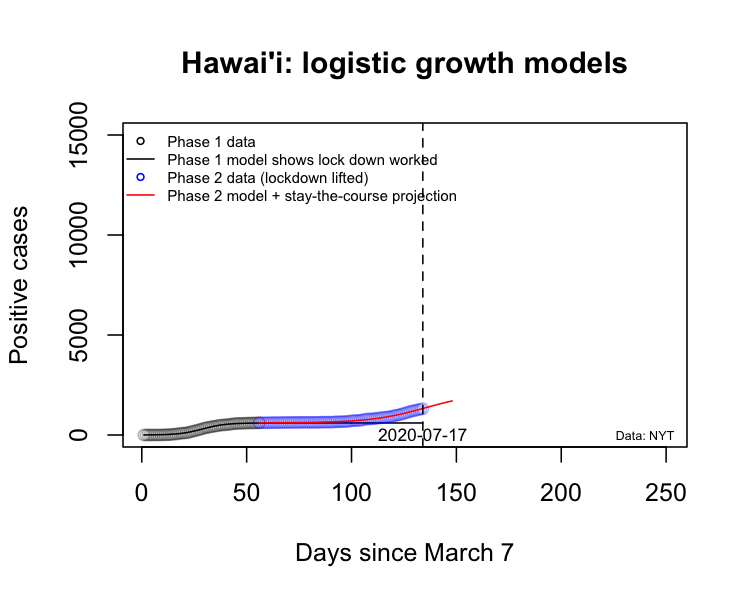 Hawai'i: logistic growth models
Phase 1 data
Phase 1 model shows lock down worked
Phase 2 data (lockdown lifted)
Phase 2 model + stay-the-course projection
Positive cases
15000
10000
5000
0
2020-07-17
Data: NYT
0 50 100 150 200 250
Days since March 7